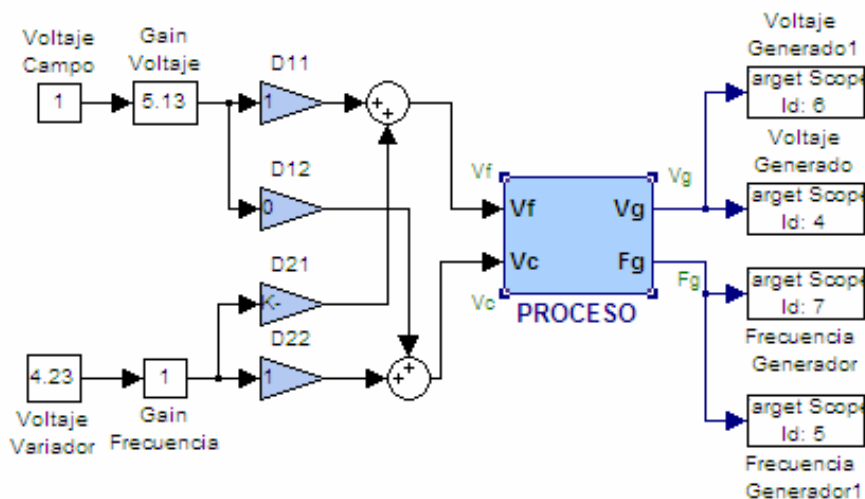 Voltaje
Campo
1
Gain
Voltaje
5.13
D11
1
+
+
D12
0
D21
K-
D22
1
+
+
4.23
Voltaje
Variador
1
Gain
Frecuencia
Vf
Vc
Vf
Vg
Vc
Fg
PROCESO
Vg
Fg
Voltaje
Generado1
arget Scope
Id: 6
Voltaje
Generado
arget Scope
Id: 4
arget Scope
Id: 7
Frecuencia
Generador
arget Scope
Id: 5
Frecuencia
Generador1